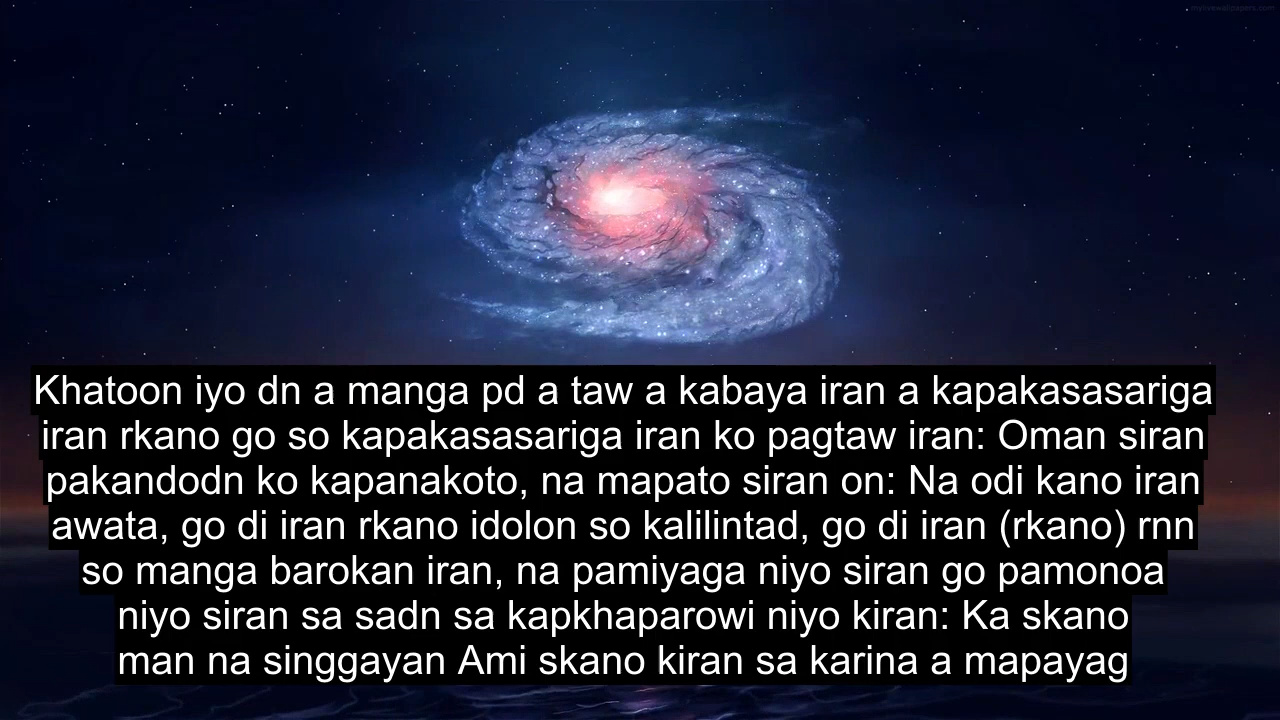 mylivewallpapers.com
Khatoon iyo dn a manga pd a taw a kabaya iran a kapakasasariga
iran rkano go so kapakasasariga iran ko pagtaw iran: Oman siran
pakandodn ko kapanakoto, na mapato siran on: Na odi kano iran
awata, go di iran rkano idolon so kalilintad, go di iran (rkano) rnn
so manga barokan iran, na pamiyaga niyo siran go pamonoa
niyo siran sa sadn sa kapkhaparowi niyo kiran: Ka skano
man na singgayan Ami skano kiran sa karina a mapayag